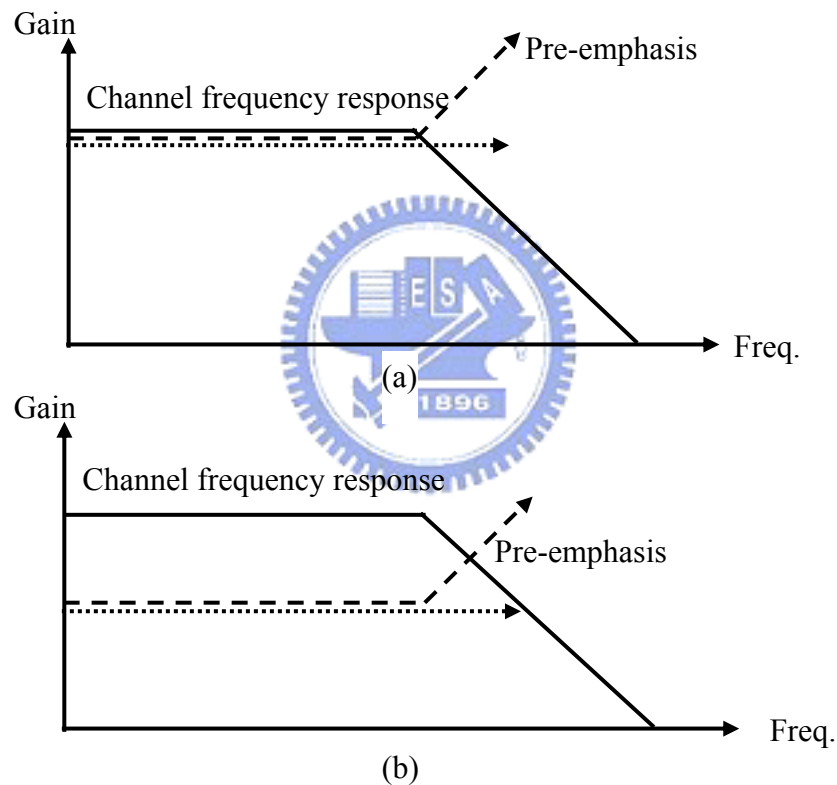 Gain
Pre-emphasis
Channel frequency response
Freq.
E S A
(a)
1896
Gain
Channel frequency response
Pre-emphasis
Freq.
(b)